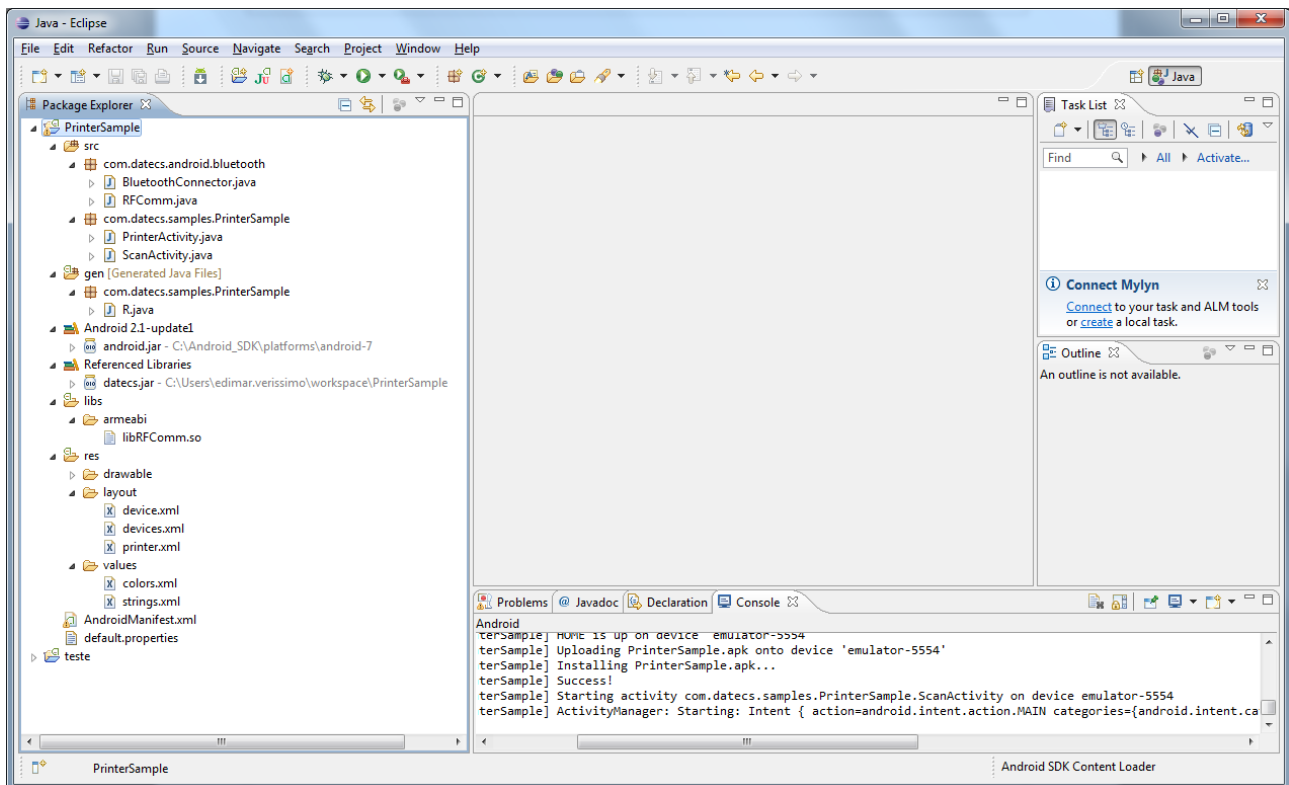 Java - Eclipse
File Edit Refactor Run Source Navigate Search Project Window Help
Java
Package Explorer
PrinterSample
src
com.datecs.android.bluetooth
BluetoothConnector.java
RFComm.java
com.datecs.samples.PrinterSample
PrinterActivity.java
ScanActivity.java
gen [Generated Java Files]
com.datecs.samples.PrinterSample
R.java
Android 2.1-update1
android.jar - C:\Android_SDK\platforms\android-7
Referenced Libraries
datecs.jar - C:\Users\edimar.verissimo\workspace\PrinterSample
libs
armeabi
libRFComm.so
res
drawable
layout
device.xml
devices.xml
printer.xml
values
colors.xml
strings.xml
AndroidManifest.xml
default.properties
teste
Task List
Find All Activate...
Connect Mylyn
Connect to your task and ALM tools
or create a local task.
Outline
An outline is not available.
Problems @ Javadoc Declaration Console
Android
terSample] HOME is up on device 'emulator-5554'
terSample] Uploading PrinterSample.apk onto device 'emulator-5554'
terSample] Installing PrinterSample.apk...
terSample] Success!
terSample] Starting activity com.datecs.samples.PrinterSample.ScanActivity on device emulator-5554
terSample] ActivityManager: Starting: Intent { action=android.intent.action.MAIN categories={android.intent.ca
PrinterSample
Android SDK Content Loader